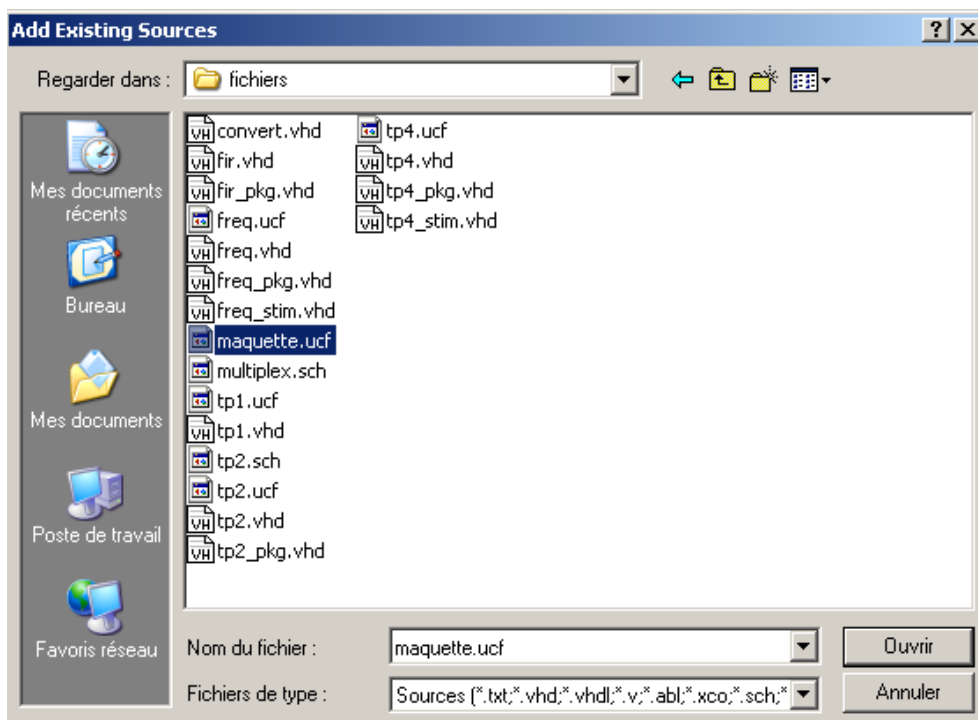 Add Existing Sources
Regarder dans :
fichiers
Mes documents
récents
Bureau
Mes documents
Poste de travail
Favoris réseau
convert.vhd
fir.vhd
fir_pkg.vhd
freq.ucf
freq.vhd
freq_pkg.vhd
freq_stim.vhd
maquette.ucf
multiplex.sch
tp1.ucf
tp1.vhd
tp2.sch
tp2.ucf
tp2.vhd
tp2_pkg.vhd
tp4.ucf
tp4.vhd
tp4_pkg.vhd
tp4_stim.vhd
Nom du fichier :
maquette.ucf
Ouvrir
Fichiers de type :
Sources (*.txt;*.vhd;*.vhdl;*.v;*.abl;*.xco;*.sch;*
Annuler